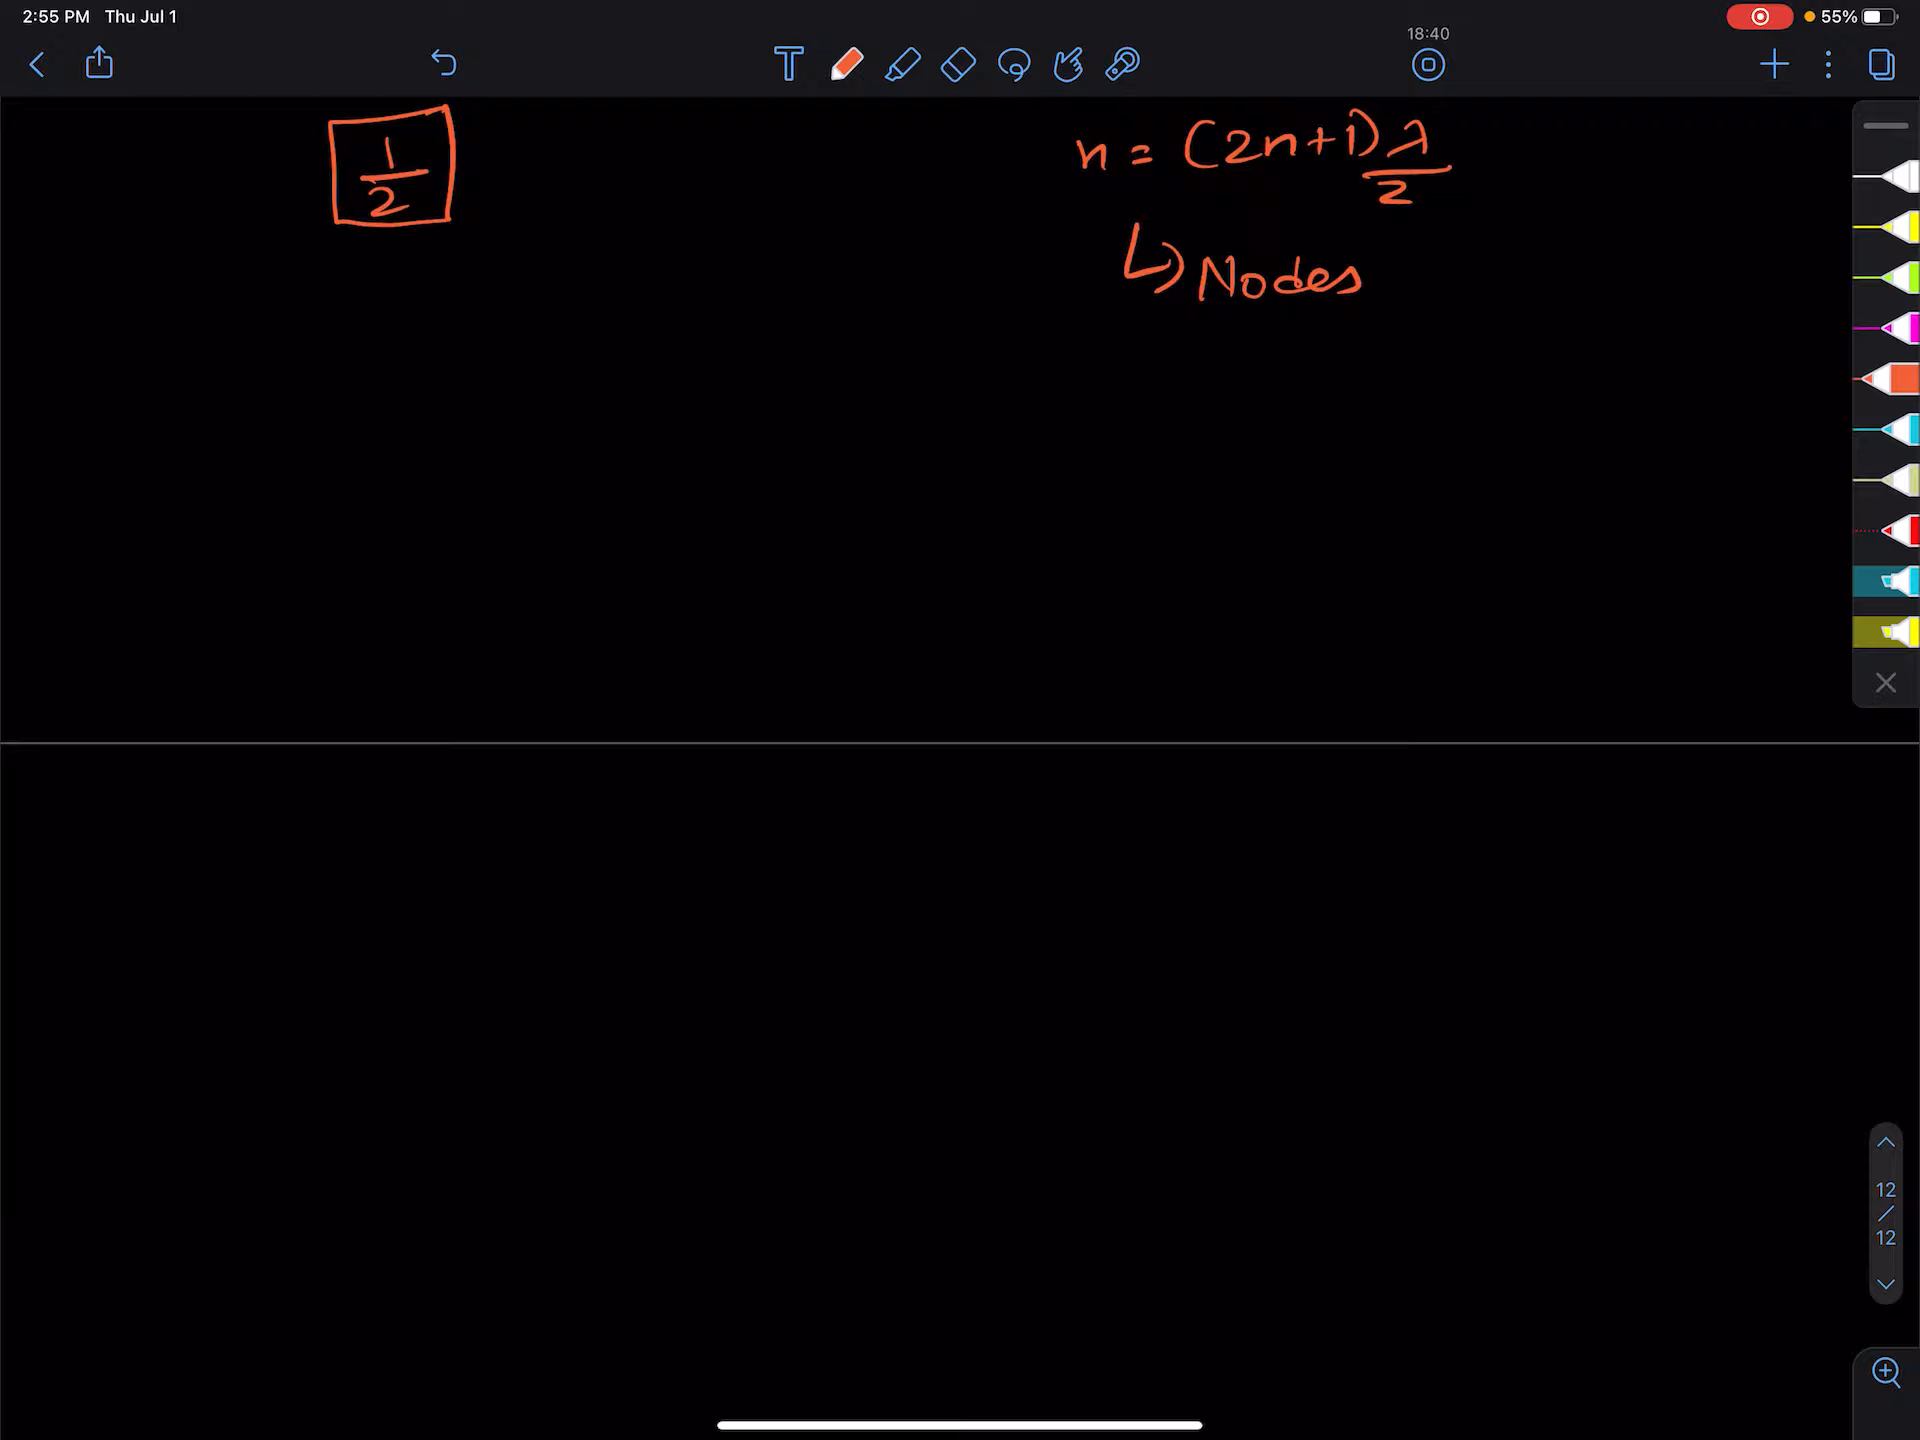 2:55 PM Thu Jul 1
55%
18:40
1/2
n = (2n+1) λ/2
↳ Nodes
12
/
12